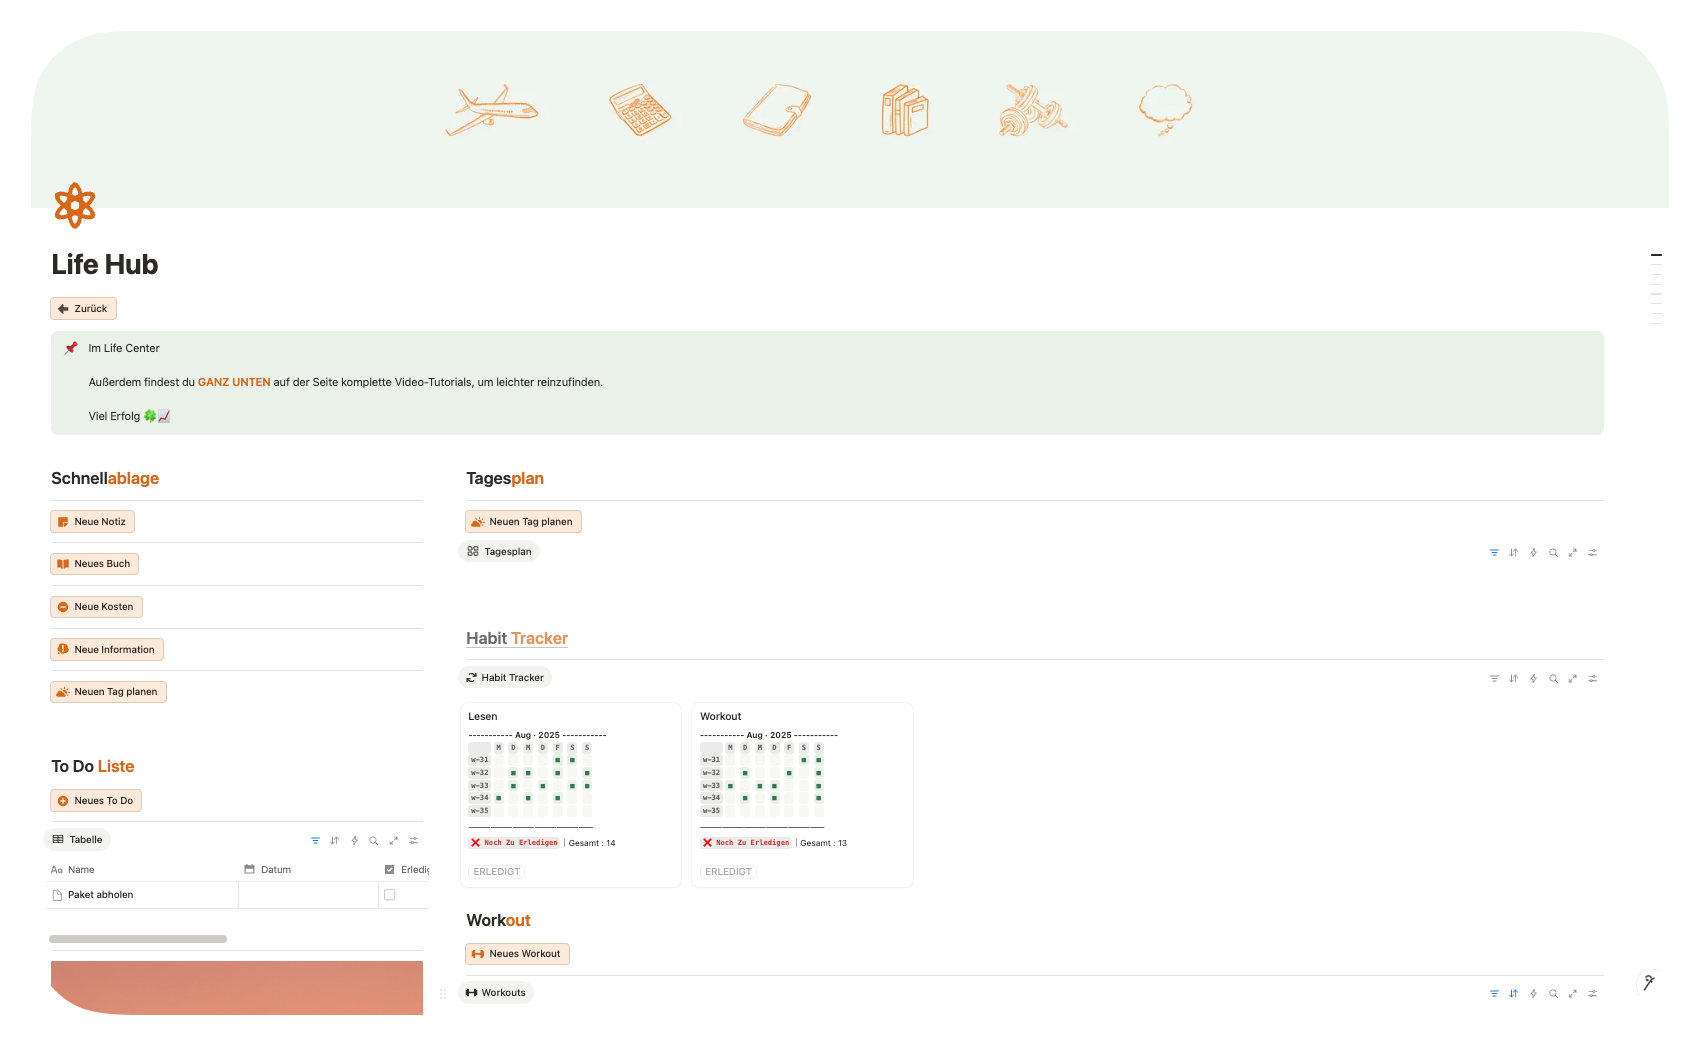 Life Hub
Zurück
Im Life Center
Außerdem findest du GANZ UNTEN auf der Seite komplette Video-Tutorials, um leichter reinzufinden.
Viel Erfolg 🍀📈
Schnellablage
Neue Notiz
Neues Buch
Neue Kosten
Neue Information
Neuen Tag planen
To Do Liste
Neues To Do
Tabelle
Aa Name Datum Erledig
Paket abholen
Tagesplan
Neuen Tag planen
Tagesplan
Habit Tracker
Habit Tracker
Lesen
----------- Aug · 2025 -----------
M D M D F S S
w-31
w-32
w-33
w-34
w-35
❌ Noch Zu Erledigen | Gesamt : 14
ERLEDIGT
Workout
----------- Aug · 2025 -----------
M D M D F S S
w-31
w-32
w-33
w-34
w-35
❌ Noch Zu Erledigen | Gesamt : 13
ERLEDIGT
Workout
Neues Workout
Workouts